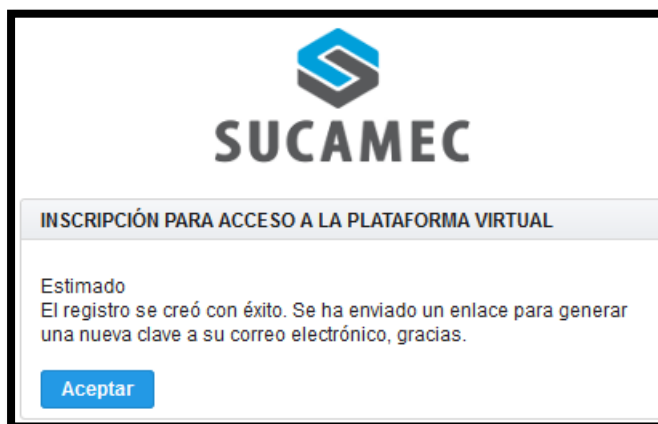 SUCAMEC
INSCRIPCIÓN PARA ACCESO A LA PLATAFORMA VIRTUAL
Estimado
El registro se creó con éxito. Se ha enviado un enlace para generar
una nueva clave a su correo electrónico, gracias.
Aceptar